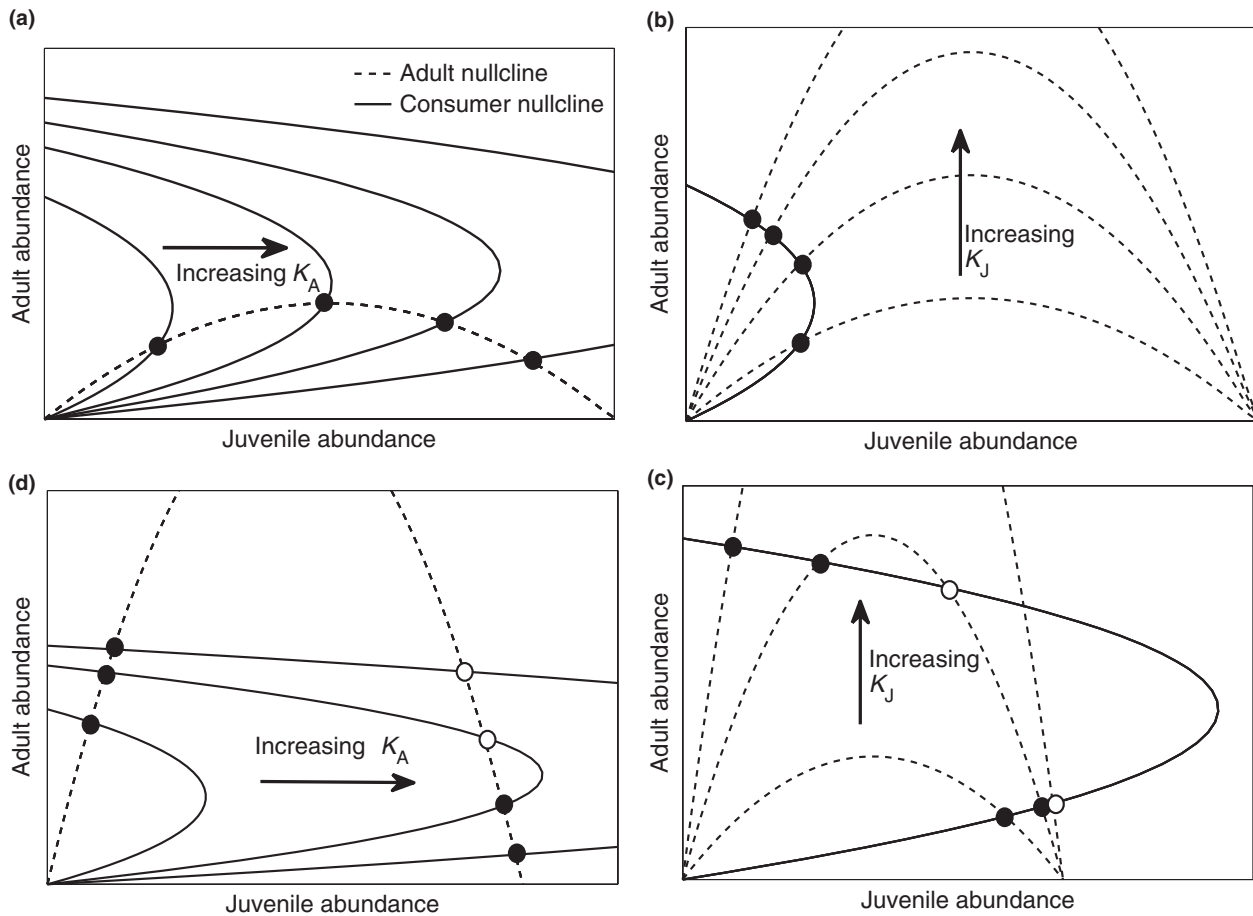 (a)
Adult nullcline
Consumer nullcline
Increasing K_A
Adult abundance
Juvenile abundance
(b)
Increasing
K_J
Adult abundance
Juvenile abundance
(d)
Increasing K_A
Adult abundance
Juvenile abundance
(c)
Increasing
K_J
Adult abundance
Juvenile abundance